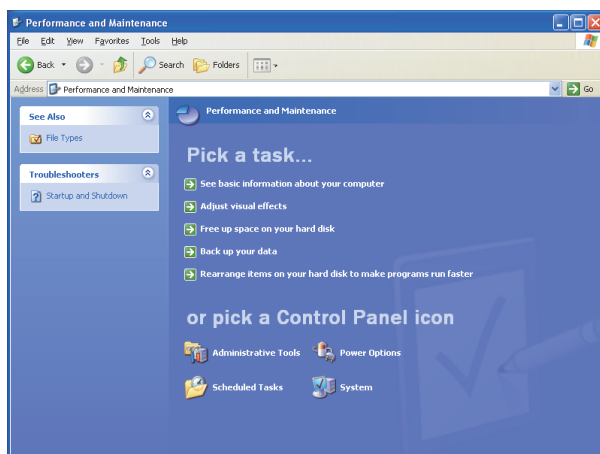 Performance and Maintenance
File Edit View Favorites Tools Help
Back Search Folders
Address Performance and Maintenance Go
See Also
File Types
Troubleshooters
Startup and Shutdown
Performance and Maintenance
Pick a task...
See basic information about your computer
Adjust visual effects
Free up space on your hard disk
Back up your data
Rearrange items on your hard disk to make programs run faster
or pick a Control Panel icon
Administrative Tools Power Options
Scheduled Tasks System